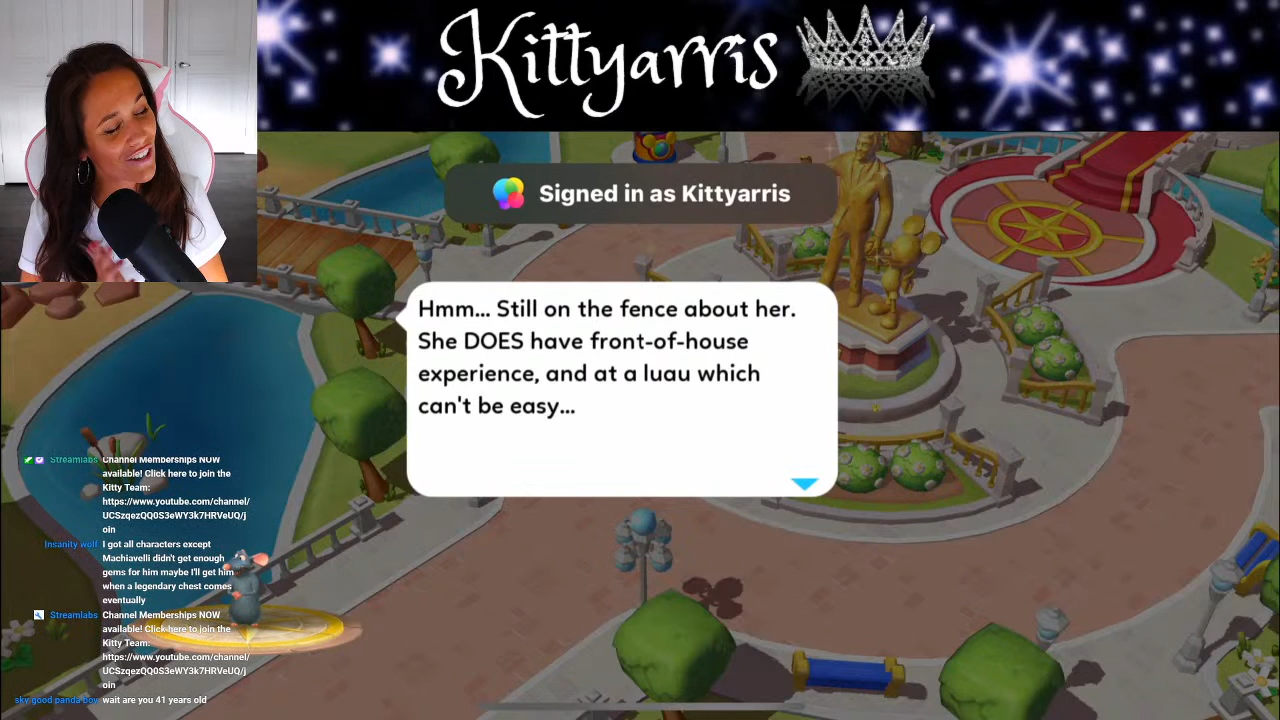 Kittyarris
Signed in as Kittyarris
Hmm... Still on the fence about her.
She DOES have front-of-house
experience, and at a luau which
can't be easy...
Streamlabs Channel Memberships NOW
available! Click here to join the
Kitty Team:
https://www.youtube.com/channel/
UCSzqezQQ0S3eWY3k7HRVeUQ/j
oin
Insanity wolf I got all characters except
Machiavelli didn't get enough
gems for him maybe I'll get him
when a legendary chest comes
eventually
Streamlabs Channel Memberships NOW
available! Click here to join the
Kitty Team:
https://www.youtube.com/channel/
UCSzqezQQ0S3eWY3k7HRVeUQ/j
oin
sky good panda boy wait are you 41 years old